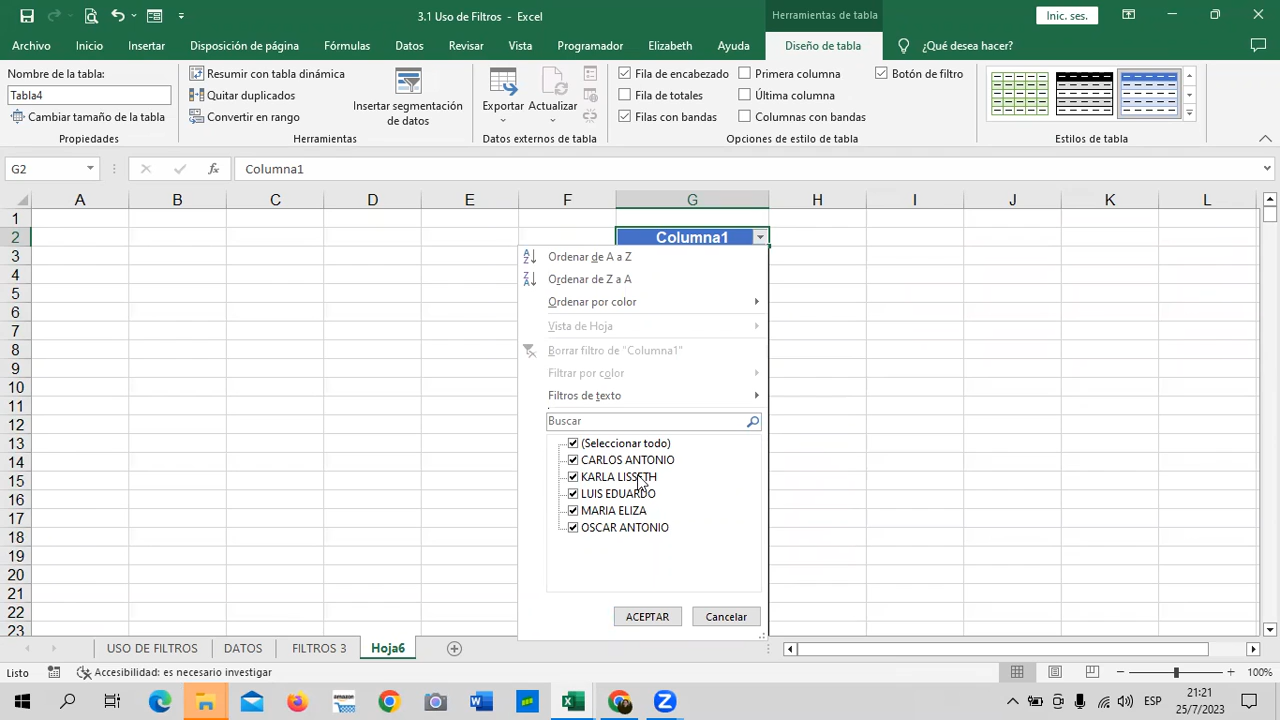 3.1 Uso de Filtros - Excel
Herramientas de tabla
Inic. ses.
Archivo Inicio Insertar Disposición de página Fórmulas Datos Revisar Vista Programador Elizabeth Ayuda Diseño de tabla ¿Qué desea hacer?
Nombre de la tabla:
Tabla4
Cambiar tamaño de la tabla
Propiedades
Resumir con tabla dinámica
Quitar duplicados
Convertir en rango
Insertar segmentación
de datos
Herramientas
Exportar Actualizar
Datos externos de tabla
Fila de encabezado Primera columna Botón de filtro
Fila de totales Última columna
Filas con bandas Columnas con bandas
Opciones de estilo de tabla
Estilos de tabla
G2 fx Columna1
A B C D E F G H I J K L
1
2 Columna1
3
4
5
6
7
8
9
10
11
12
13
14
15
16
17
18
19
20
21
22
23
Ordenar de A a Z
Ordenar de Z a A
Ordenar por color
Vista de Hoja
Borrar filtro de "Columna1"
Filtrar por color
Filtros de texto
Buscar
(Seleccionar todo)
CARLOS ANTONIO
KARLA LISSETH
LUIS EDUARDO
MARIA ELIZA
OSCAR ANTONIO
ACEPTAR Cancelar
USO DE FILTROS DATOS FILTROS 3 Hoja6
Listo Accesibilidad: es necesario investigar 100%
amazon
ESP
21:21
25/7/2023